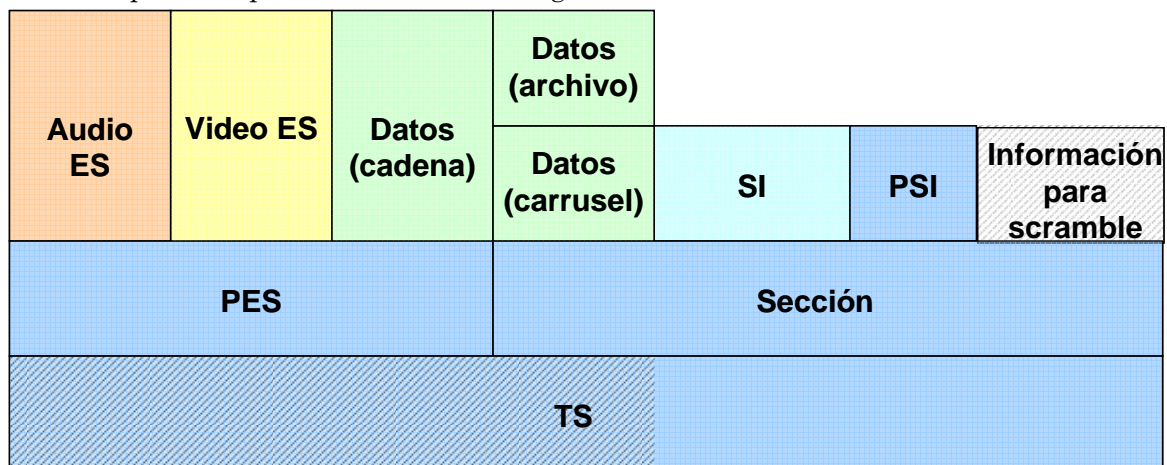 Audio
ES
Video ES
Datos
(cadena)
Datos
(archivo)
Datos
(carrusel)
SI
PSI
Información
para
scramble
PES
Sección
TS